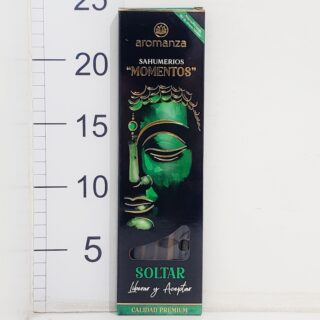 25
20
15
10
5
aromanza
SAHUMERIOS
"MOMENTOS"
SOLTAR
Liberar y Aceptar
CALIDAD PREMIUM